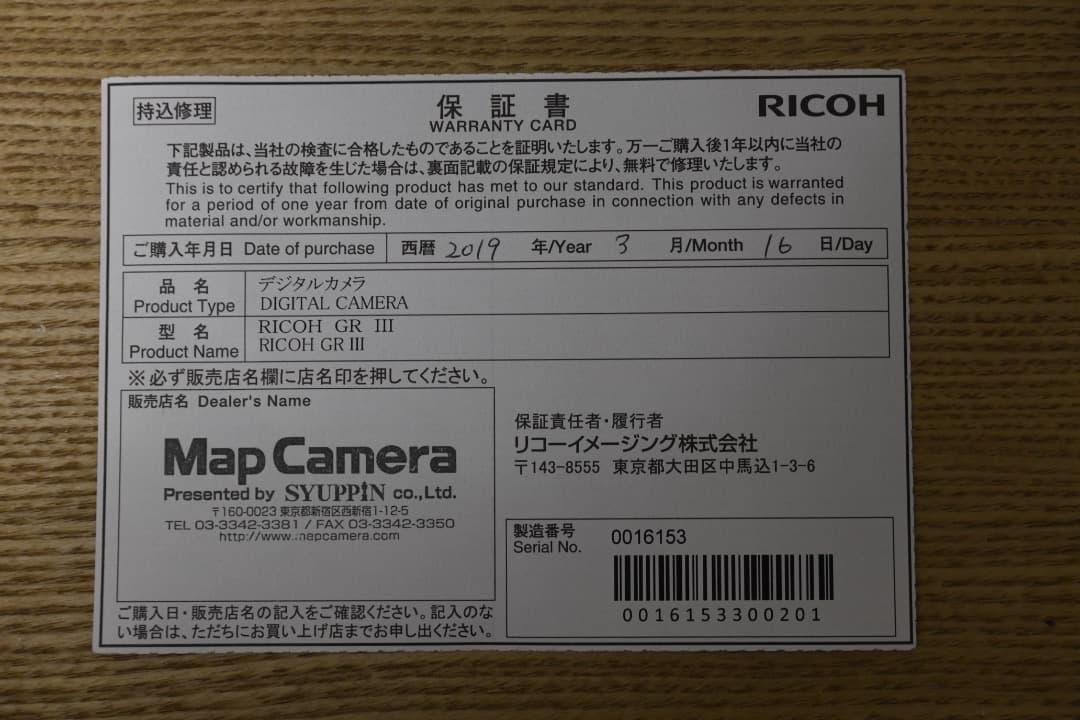 持込修理
保証書
WARRANTY CARD
RICOH
下記製品は、当社の検査に合格したものであることを証明いたします。万一ご購入後1年以内に当社の
責任と認められる故障を生じた場合は、裏面記載の保証規定により、無料で修理いたします。
This is to certify that following product has met to our standard. This product is warranted
for a period of one year from date of original purchase in connection with any defects in
material and/or workmanship.
ご購入年月日 Date of purchase 西暦 2019 年/Year 3 月/Month 16 日/Day
品名 デジタルカメラ
Product Type DIGITAL CAMERA
型名 RICOH GR III
Product Name RICOH GR III
※必ず販売店名欄に店名印を押してください。
販売店名 Dealer's Name
Map Camera
Presented by SYUPPIN co.,Ltd.
〒160-0023 東京都新宿区西新宿1-12-5
TEL 03-3342-3381 / FAX 03-3342-3350
http://www.mapcamera.com
ご購入日・販売店名の記入をご確認ください。記入のな
い場合は、ただちにお買い上げ店までお申し出ください。
保証責任者・履行者
リコーイメージング株式会社
〒143-8555 東京都大田区中馬込1-3-6
製造番号 0016153
Serial No.
0016153300201